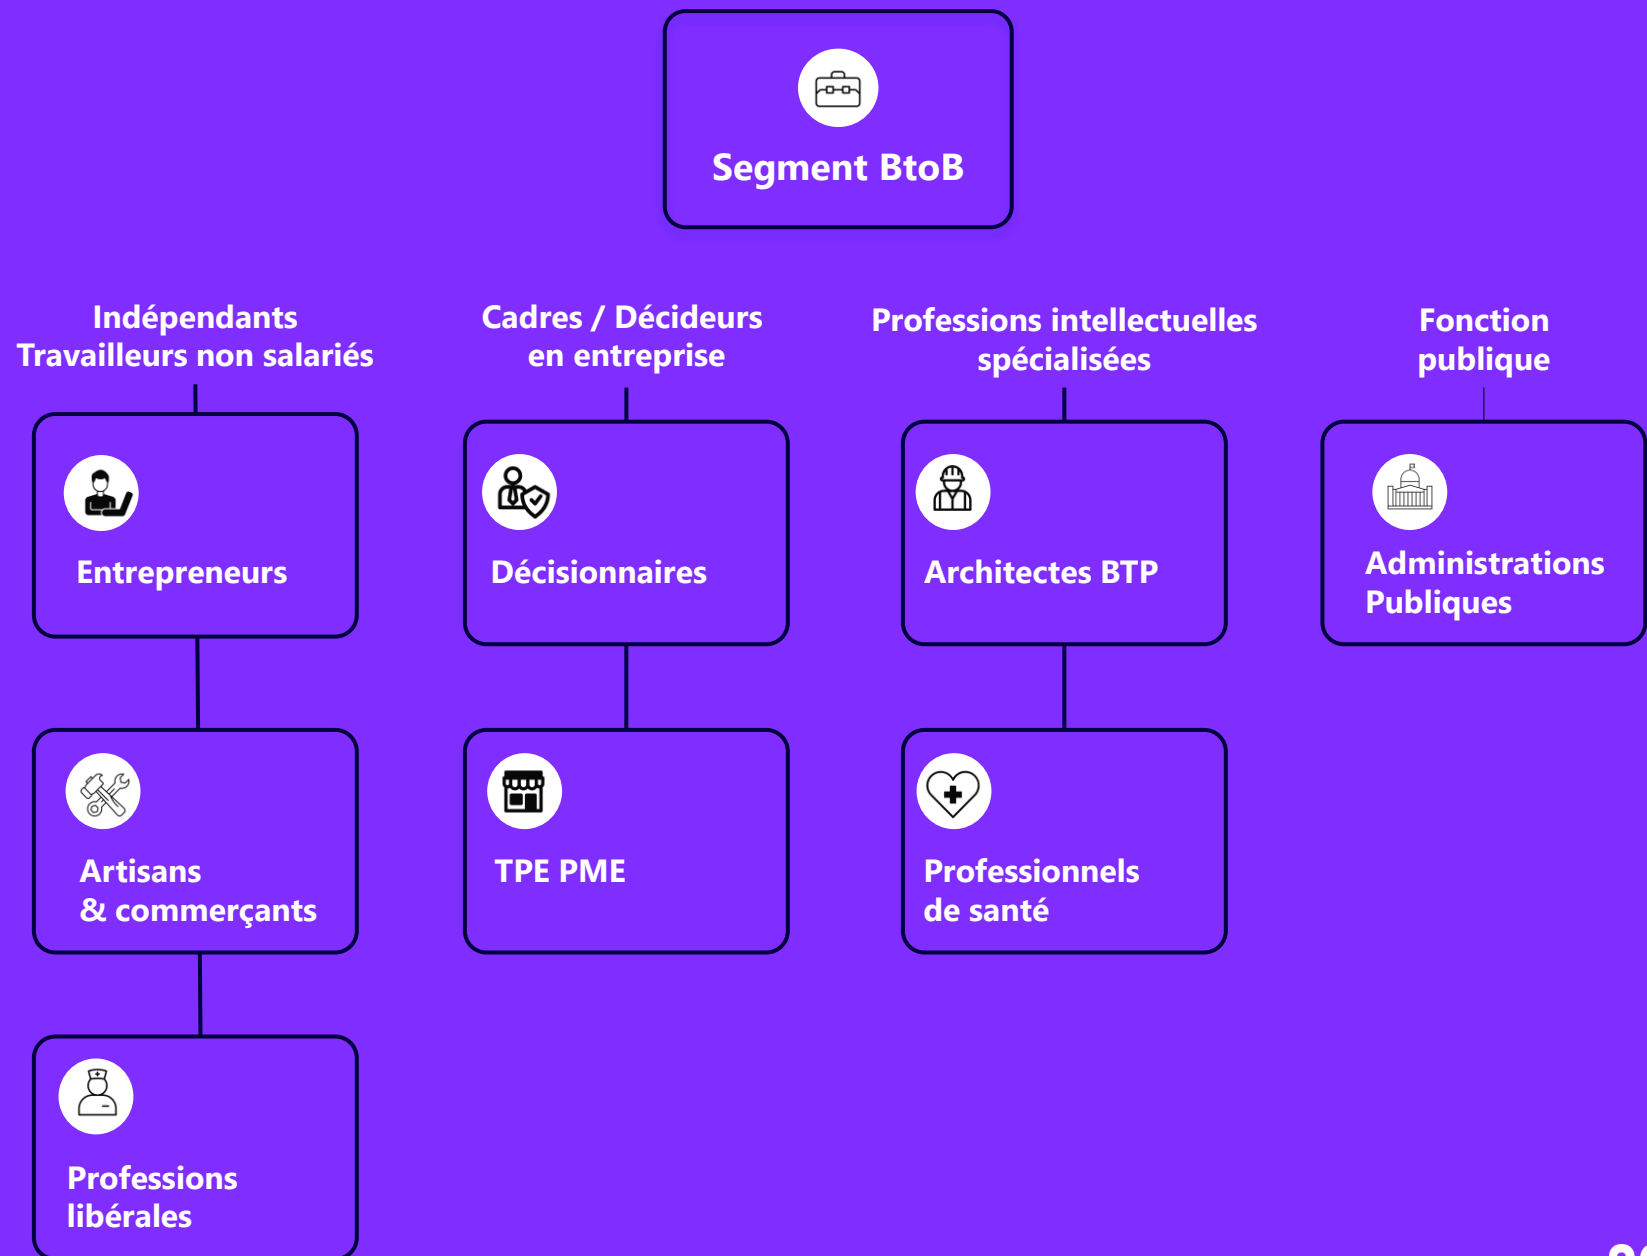 Segment BtoB
Indépendants
Travailleurs non salariés
Entrepreneurs
Artisans
& commerçants
Professions
libérales
Cadres / Décideurs
en entreprise
Décisionnaires
TPE PME
Professions intellectuelles
spécialisées
Architectes BTP
Professionnels
de santé
Fonction
publique
Administrations
Publiques